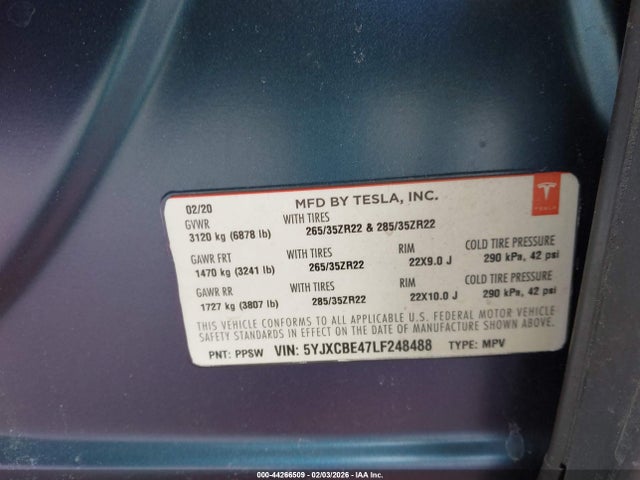 02/20 MFD BY TESLA, INC. TESLA
GVWR WITH TIRES
3120 kg (6878 lb) 265/35ZR22 & 285/35ZR22
GAWR FRT WITH TIRES RIM COLD TIRE PRESSURE
1470 kg (3241 lb) 265/35ZR22 22X9.0 J 290 kPa, 42 psi
GAWR RR WITH TIRES RIM COLD TIRE PRESSURE
1727 kg (3807 lb) 285/35ZR22 22X10.0 J 290 kPa, 42 psi
THIS VEHICLE CONFORMS TO ALL APPLICABLE U.S. FEDERAL MOTOR VEHICLE
SAFETY STANDARDS IN EFFECT ON THE DATE OF MANUFACTURE SHOWN ABOVE.
PNT: PPSW VIN: 5YJXCBE47LF248488 TYPE: MPV
000-44266509 - 02/03/2026 - IAA Inc.